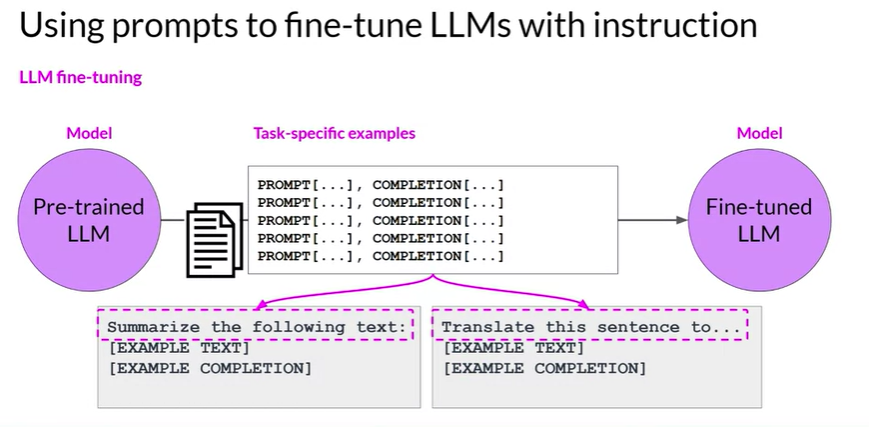 Using prompts to fine-tune LLMs with instruction
LLM fine-tuning
Model
Task-specific examples
Model
Pre-trained
LLM
PROMPT[...], COMPLETION[...]
PROMPT[...], COMPLETION[...]
PROMPT[...], COMPLETION[...]
PROMPT[...], COMPLETION[...]
PROMPT[...], COMPLETION[...]
Fine-tuned
LLM
Summarize the following text:
[EXAMPLE TEXT]
[EXAMPLE COMPLETION]
Translate this sentence to...
[EXAMPLE TEXT]
[EXAMPLE COMPLETION]